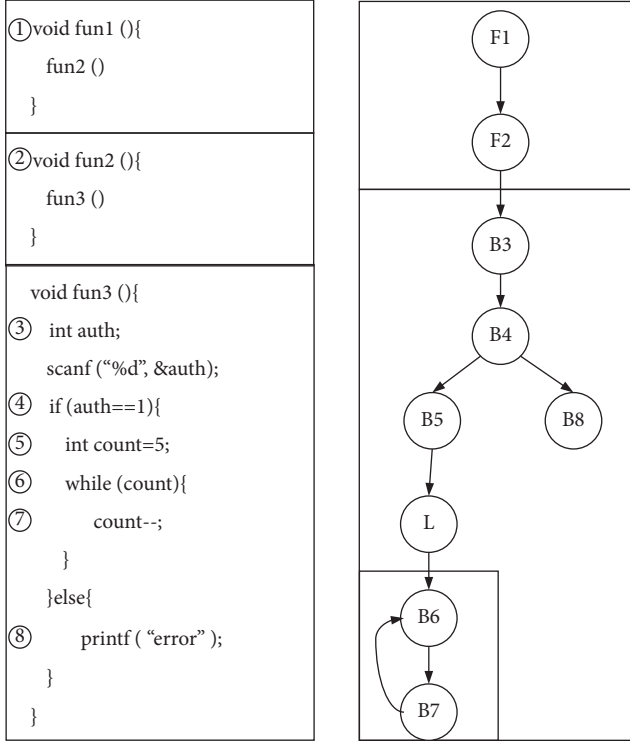 ①void fun1 (){
fun2 ()
}
②void fun2 (){
fun3 ()
}
void fun3 (){
③ int auth;
scanf (“%d”, &auth);
④ if (auth==1){
⑤ int count=5;
⑥ while (count){
⑦ count--;
}
}else{
⑧ printf ( “error” );
}
}
F1
F2
B3
B4
B5 B8
L
B6
B7